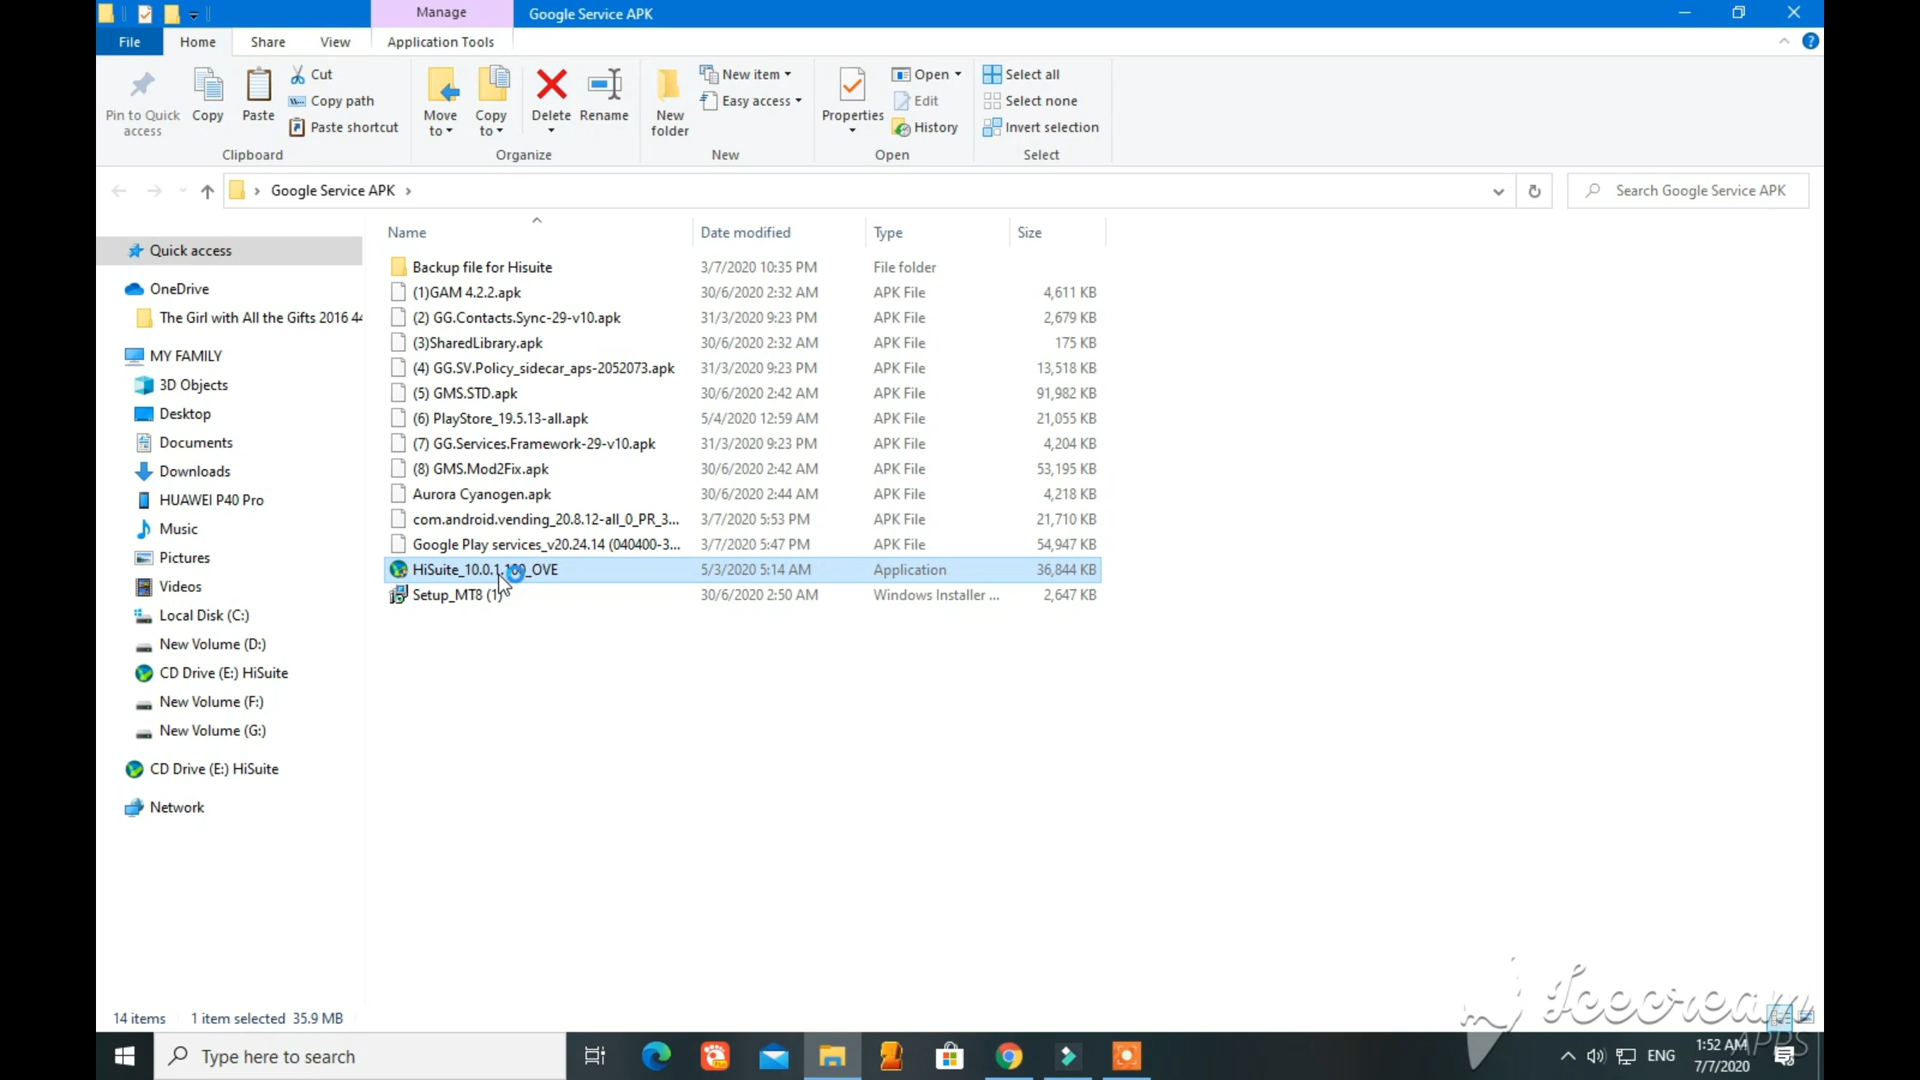 Manage
Google Service APK
File
Home
Share
View
Application Tools
Pin to Quick access
Copy
Paste
Cut
Copy path
Paste shortcut
Clipboard
Move to
Copy to
Delete
Rename
Organize
New folder
New item
Easy access
New
Properties
Open
Edit
History
Open
Select all
Select none
Invert selection
Select
Google Service APK
Search Google Service APK
Name
Date modified
Type
Size
Quick access
OneDrive
The Girl with All the Gifts 2016 44
MY FAMILY
3D Objects
Desktop
Documents
Downloads
HUAWEI P40 Pro
Music
Pictures
Videos
Local Disk (C:)
New Volume (D:)
CD Drive (E:) HiSuite
New Volume (F:)
New Volume (G:)
CD Drive (E:) HiSuite
Network
Backup file for Hisuite 3/7/2020 10:35 PM File folder
(1)GAM 4.2.2.apk 30/6/2020 2:32 AM APK File 4,611 KB
(2) GG.Contacts.Sync-29-v10.apk 31/3/2020 9:23 PM APK File 2,679 KB
(3)SharedLibrary.apk 30/6/2020 2:32 AM APK File 175 KB
(4) GG.SV.Policy_sidecar_aps-2052073.apk 31/3/2020 9:23 PM APK File 13,518 KB
(5) GMS.STD.apk 30/6/2020 2:42 AM APK File 91,982 KB
(6) PlayStore_19.5.13-all.apk 5/4/2020 12:59 AM APK File 21,055 KB
(7) GG.Services.Framework-29-v10.apk 31/3/2020 9:23 PM APK File 4,204 KB
(8) GMS.Mod2Fix.apk 30/6/2020 2:42 AM APK File 53,195 KB
Aurora Cyanogen.apk 30/6/2020 2:44 AM APK File 4,218 KB
com.android.vending_20.8.12-all_0_PR_3... 3/7/2020 5:53 PM APK File 21,710 KB
Google Play services_v20.24.14 (040400-3... 3/7/2020 5:47 PM APK File 54,947 KB
HiSuite_10.0.1.100_OVE 5/3/2020 5:14 AM Application 36,844 KB
Setup_MT8 (1) 30/6/2020 2:50 AM Windows Installer ... 2,647 KB
14 items 1 item selected 35.9 MB
Icecream
APPS
Type here to search
ENG
1:52 AM
7/7/2020